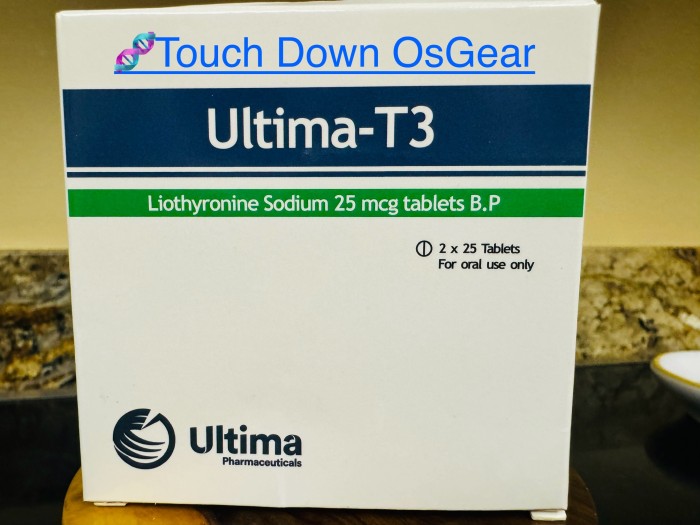 🧬Touch Down OsGear
Ultima-T3
Liothyronine Sodium 25 mcg tablets B.P
2 x 25 Tablets
For oral use only
Ultima
Pharmaceuticals